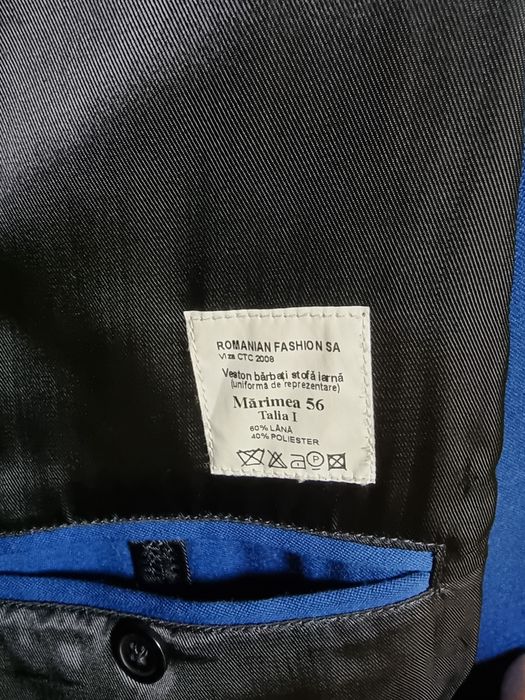 ROMANIAN FASHION SA
Viza CTC 2008
Veston bărbați stofă iarnă
(uniformă de reprezentare)
Mărimea 56
Talia I
60% LÂNĂ
40% POLIESTER
P